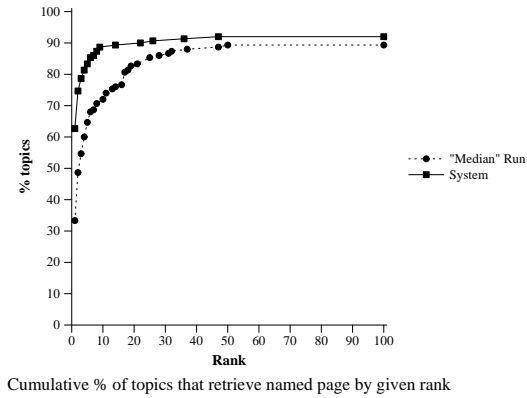 100
90
80
70
60
50
40
30
20
10
0
% topics
0 10 20 30 40 50 60 70 80 90 100
Rank
"Median" Run
System
Cumulative % of topics that retrieve named page by given rank